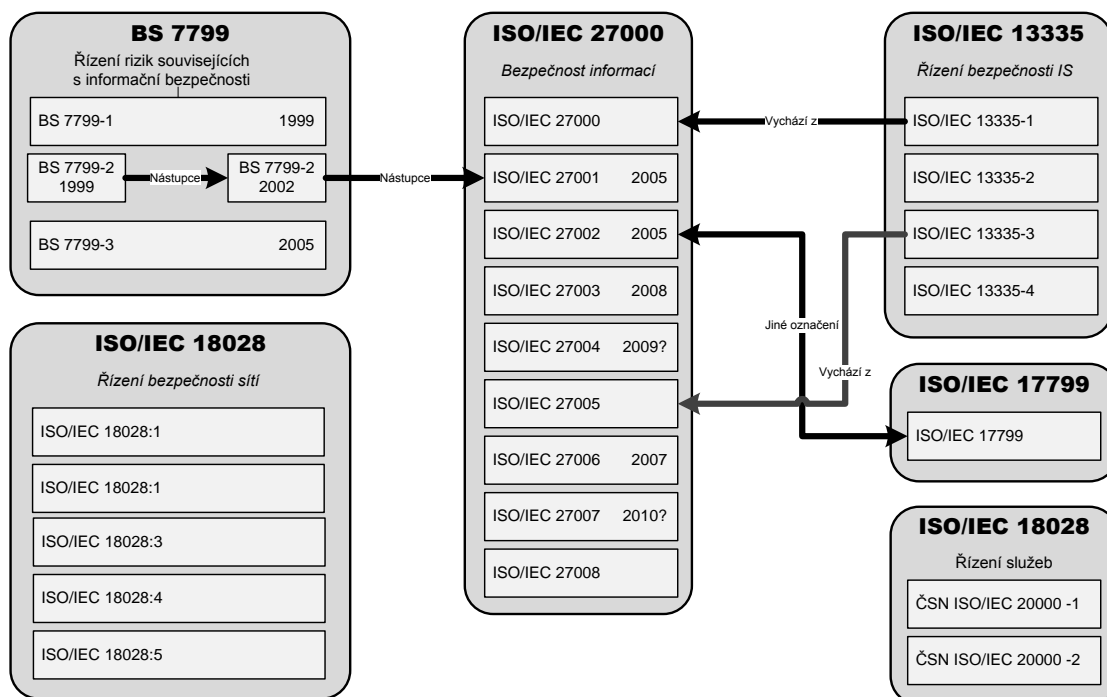 BS 7799
Řízení rizik souvisejících
s informační bezpečnosti
BS 7799-1 1999
BS 7799-2
1999
Nástupce
BS 7799-2
2002
Nástupce
BS 7799-3 2005
ISO/IEC 18028
Řízení bezpečnosti sítí
ISO/IEC 18028:1
ISO/IEC 18028:1
ISO/IEC 18028:3
ISO/IEC 18028:4
ISO/IEC 18028:5
ISO/IEC 27000
Bezpečnost informací
ISO/IEC 27000
ISO/IEC 27001 2005
ISO/IEC 27002 2005
ISO/IEC 27003 2008
ISO/IEC 27004 2009?
ISO/IEC 27005
ISO/IEC 27006 2007
ISO/IEC 27007 2010?
ISO/IEC 27008
Vychází z
Jiné označení
Vychází z
ISO/IEC 13335
Řízení bezpečnosti IS
ISO/IEC 13335-1
ISO/IEC 13335-2
ISO/IEC 13335-3
ISO/IEC 13335-4
ISO/IEC 17799
ISO/IEC 17799
ISO/IEC 18028
Řízení služeb
ČSN ISO/IEC 20000 -1
ČSN ISO/IEC 20000 -2